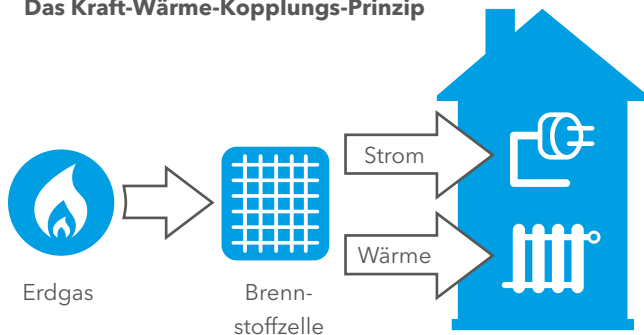 Das Kraft-Wärme-Kopplungs-Prinzip
Strom
Wärme
Erdgas
Brenn-
stoffzelle